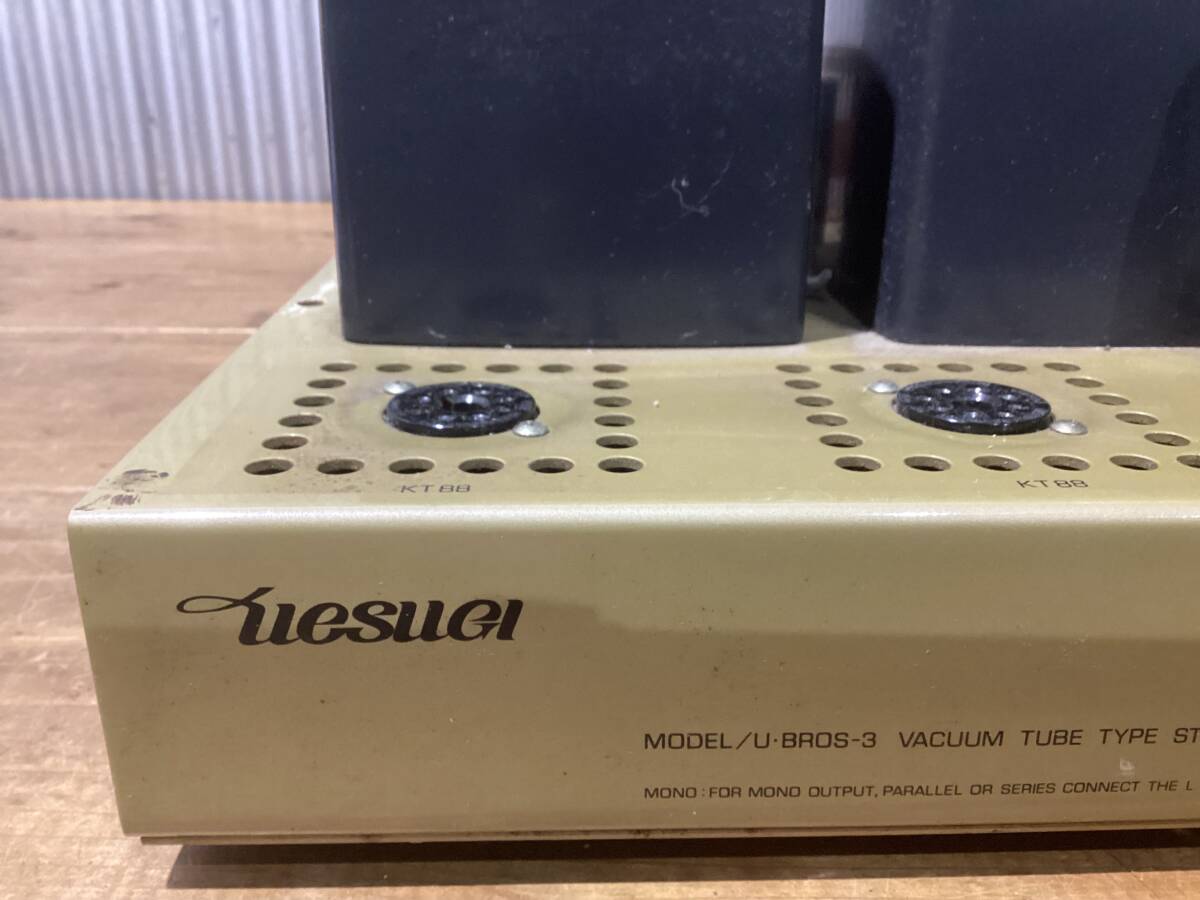 KT88 KT88
UESUGI
MODEL/U·BROS-3 VACUUM TUBE TYPE ST
MONO: FOR MONO OUTPUT, PARALLEL OR SERIES CONNECT THE L